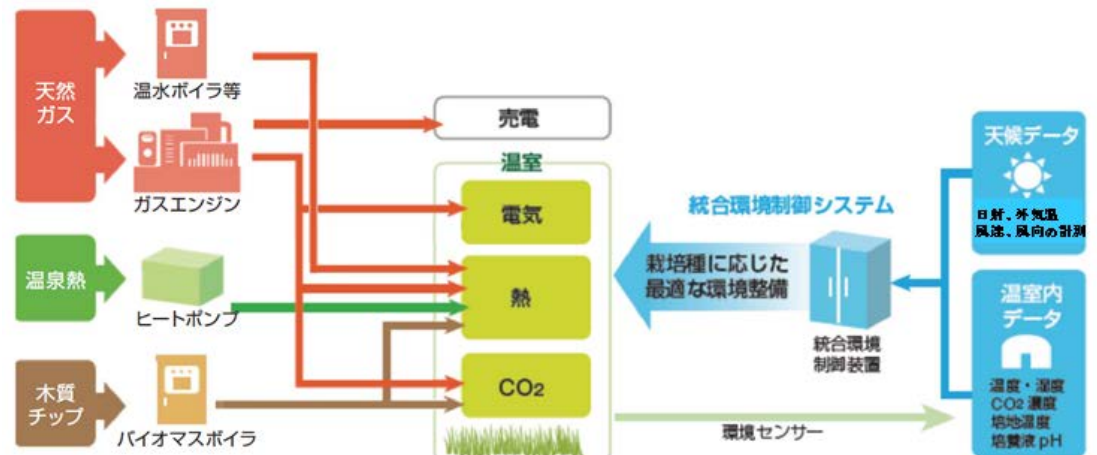 天然
ガス
温水ボイラ等
ガスエンジン
温泉熱
ヒートポンプ
木質
チップ
バイオマスボイラ
売電
温室
電気
熱
CO2
統合環境制御システム
栽培種に応じた
最適な環境整備
統合環境
制御装置
環境センサー
天候データ
日射、外気温
風速、風向の計測
温室内
データ
温度・湿度
CO2 濃度
培地温度
培養液 pH